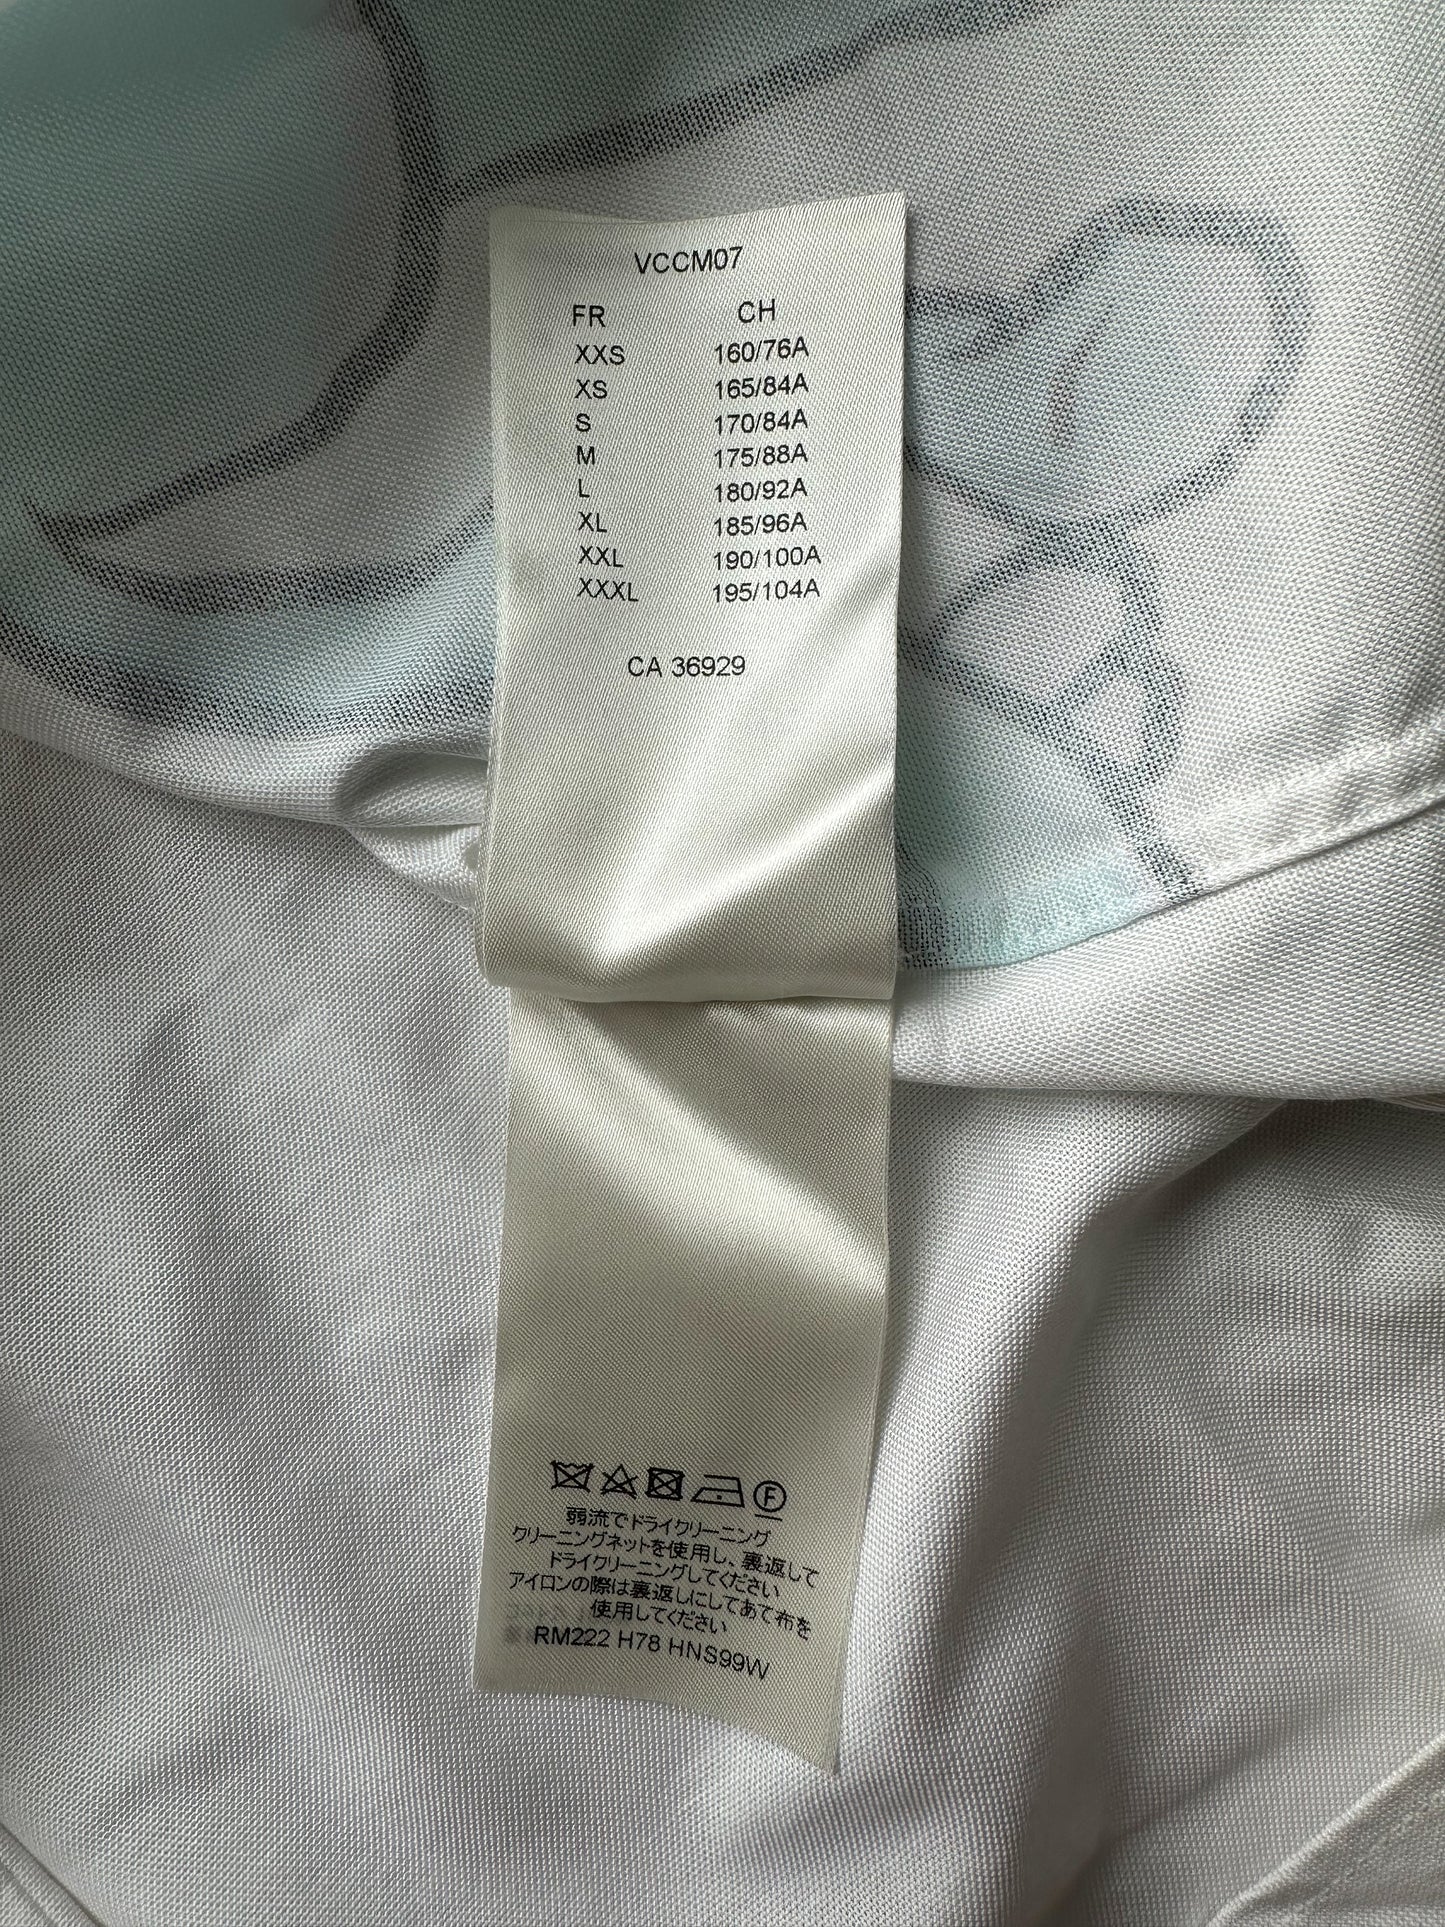 VCCM07
FR CH
XXS 160/76A
XS 165/84A
S 170/84A
M 175/88A
L 180/92A
XL 185/96A
XXL 190/100A
XXXL 195/104A
CA 36929
F
弱流でドライクリーニング
クリーニングネットを使用し、裏返して
ドライクリーニングしてください
アイロンの際は裏返しにしてあて布を
使用してください
RM222 H78 HNS99W